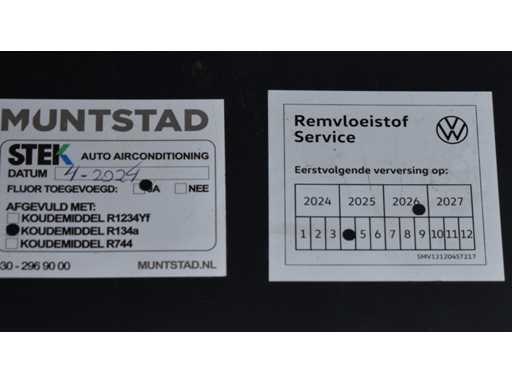 MUNTSTAD
STEK AUTO AIRCONDITIONING
DATUM 4-2024
FLUOR TOEGEVOEGD: JA NEE
AFGEVULD MET:
KOUDEMIDDEL R1234Yf
KOUDEMIDDEL R134a
KOUDEMIDDEL R744
30-296 90 00 MUNTSTAD.NL
Remvloeistof
Service
Eerstvolgende verversing op:
2024 2025 2026 2027
1 2 3 5 6 7 8 9 10 11 12
SMV13120457217